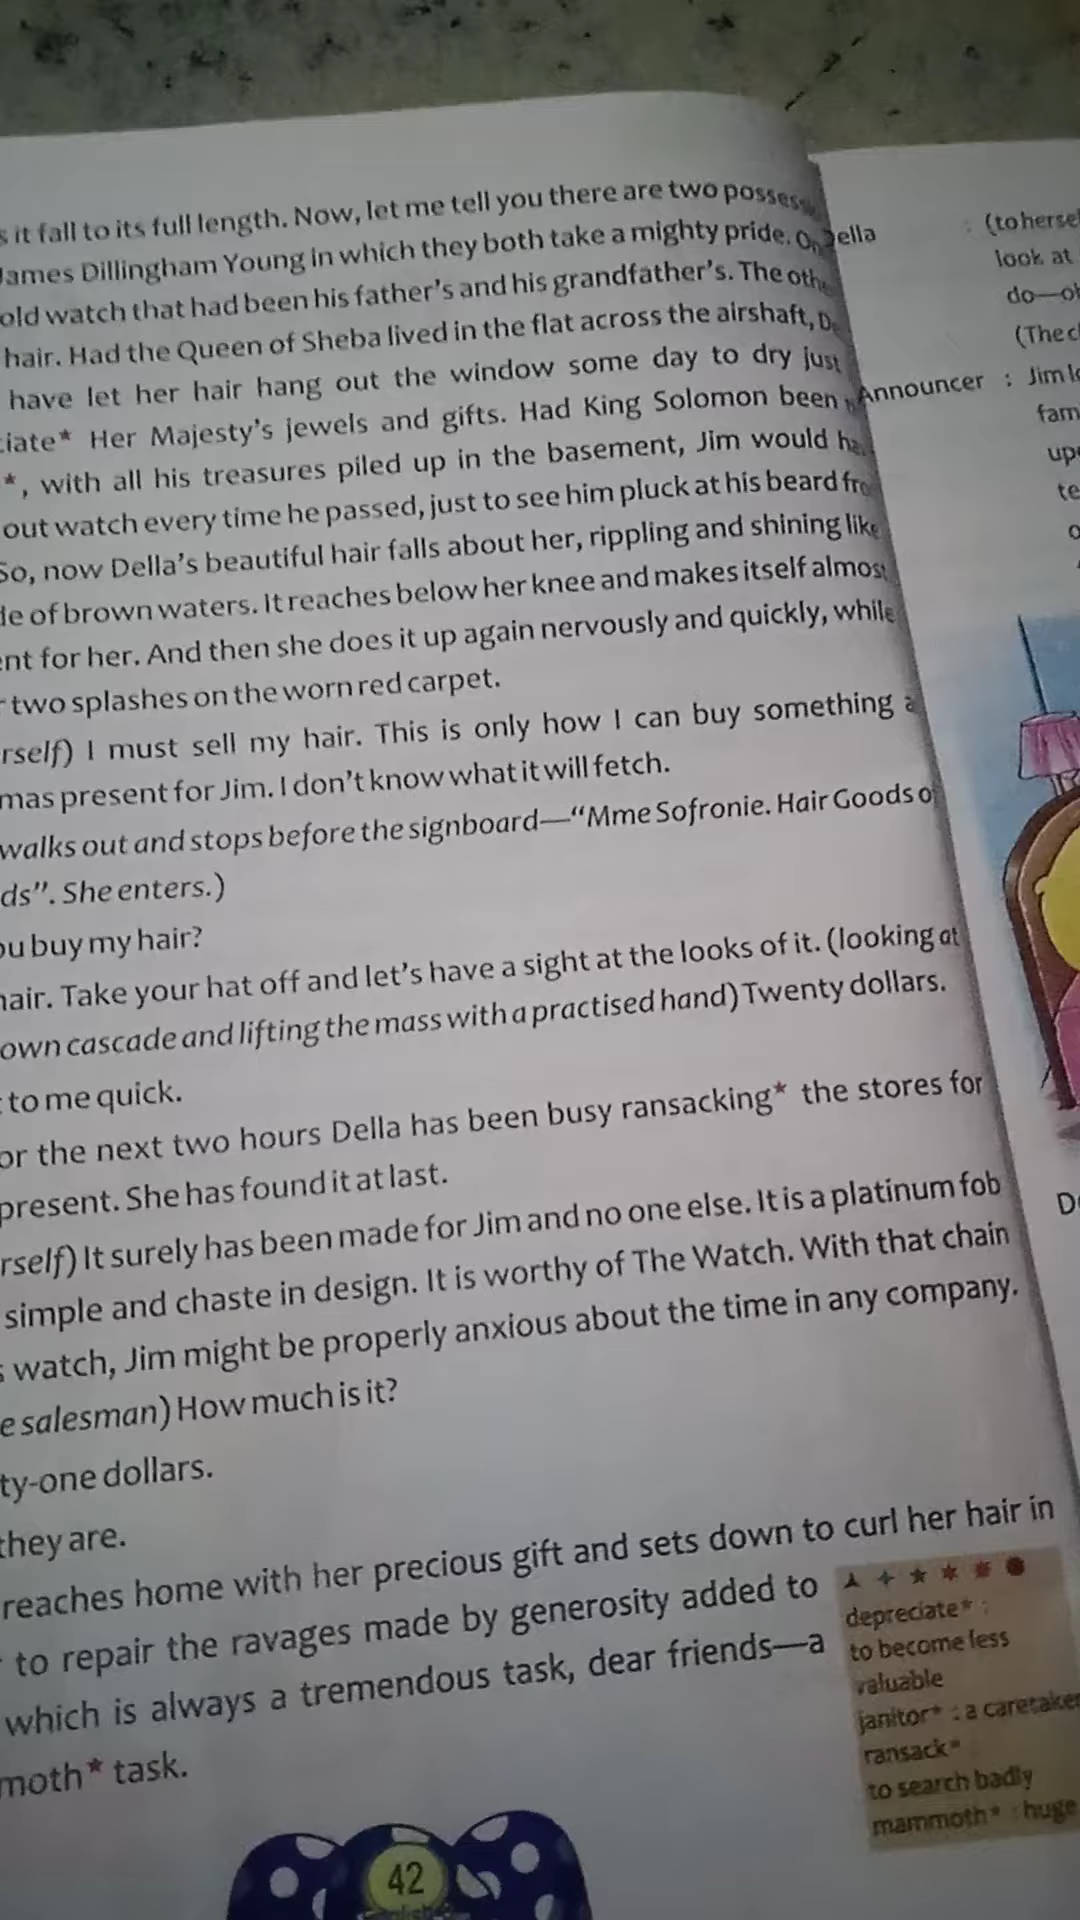 it fall to its full length. Now, let me tell you there are two
James Dillingham Young in which they both take a mighty pride.
old watch that had been his father's and his grandfather's. The
hair. Had the Queen of Sheba lived in the flat across the airshaft,
have let her hair hang out the window some day to dry just
Her Majesty's jewels and gifts. Had King Solomon been
*, with all his treasures piled up in the basement, Jim would
out watch every time he passed, just to see him pluck at his beard
So, now Della's beautiful hair falls about her, rippling and shining like
of brown waters. It reaches below her knee and makes itself
for her. And then she does it up again nervously and quickly, while
two splashes on the worn red carpet.
rself) I must sell my hair. This is only how I can buy something a
mas present for Jim. I don't know what it will fetch.
walks out and stops before the signboard—"Mme Sofronie. Hair Goods o
ds". She enters.)
ou buy my hair?
hair. Take your hat off and let's have a sight at the looks of it. (looking at
own cascade and lifting the mass with a practised hand) Twenty dollars.
to me quick.
or the next two hours Della has been busy ransacking* the stores for
present. She has found it at last.
rself) It surely has been made for Jim and no one else. It is a platinum fob
simple and chaste in design. It is worthy of The Watch. With that chain
watch, Jim might be properly anxious about the time in any company.
e salesman) How much is it?
ty-one dollars.
they are.
reaches home with her precious gift and sets down to curl her hair in
to repair the ravages made by generosity added to
which is always a tremendous task, dear friends—a
moth* task.
depreciate* :
to become less
valuable
janitor* : a caretaker
ransack*
to search badly
mammoth* : huge
42
ella
: (to herself
look at
do—oh
(The
Announcer : Jim
fam
up
te